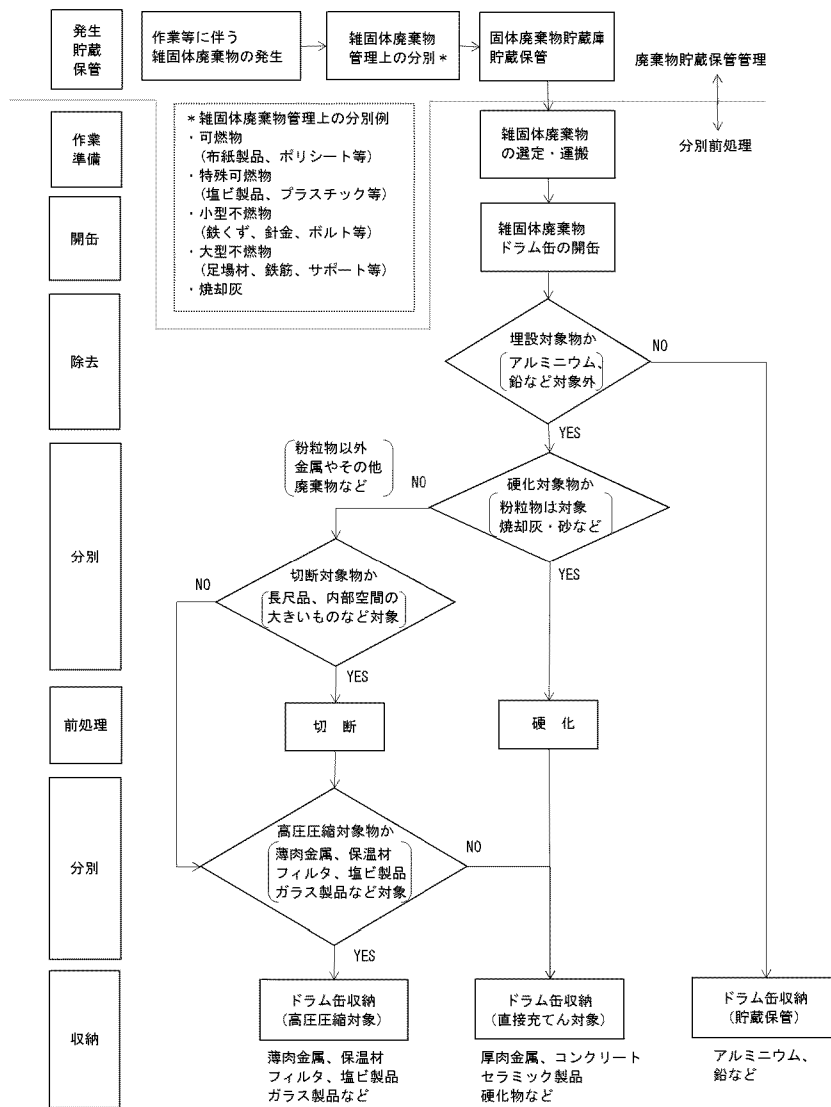 発生
貯蔵
保管
作業等に伴う
雑固体廃棄物の発生
雑固体廃棄物
管理上の分別*
固体廃棄物貯蔵庫
貯蔵保管
廃棄物貯蔵保管管理
分別前処理
作業
準備
*雑固体廃棄物管理上の分別例
・可燃物
(布紙製品、ポリシート等)
・特殊可燃物
(塩ビ製品、プラスチック等)
・小型不燃物
(鉄くず、針金、ボルト等)
・大型不燃物
(足場材、鉄筋、サポート等)
・焼却灰
雑固体廃棄物
の選定・運搬
開缶
雑固体廃棄物
ドラム缶の開缶
除去
埋設対象物か
アルミニウム、
鉛など対象外
NO
YES
分別
粉粒物以外
金属やその他
廃棄物など
NO
硬化対象物か
粉粒物は対象
焼却灰・砂など
YES
NO
切断対象物か
長尺品、内部空間の
大きいものなど対象
YES
前処理
切 断
硬 化
分別
高圧圧縮対象物か
薄肉金属、保温材
フィルタ、塩ビ製品
ガラス製品など対象
NO
YES
収納
ドラム缶収納
(高圧圧縮対象)
薄肉金属、保温材
フィルタ、塩ビ製品
ガラス製品など
ドラム缶収納
(直接充てん対象)
厚肉金属、コンクリート
セラミック製品
硬化物など
ドラム缶収納
(貯蔵保管)
アルミニウム、
鉛など